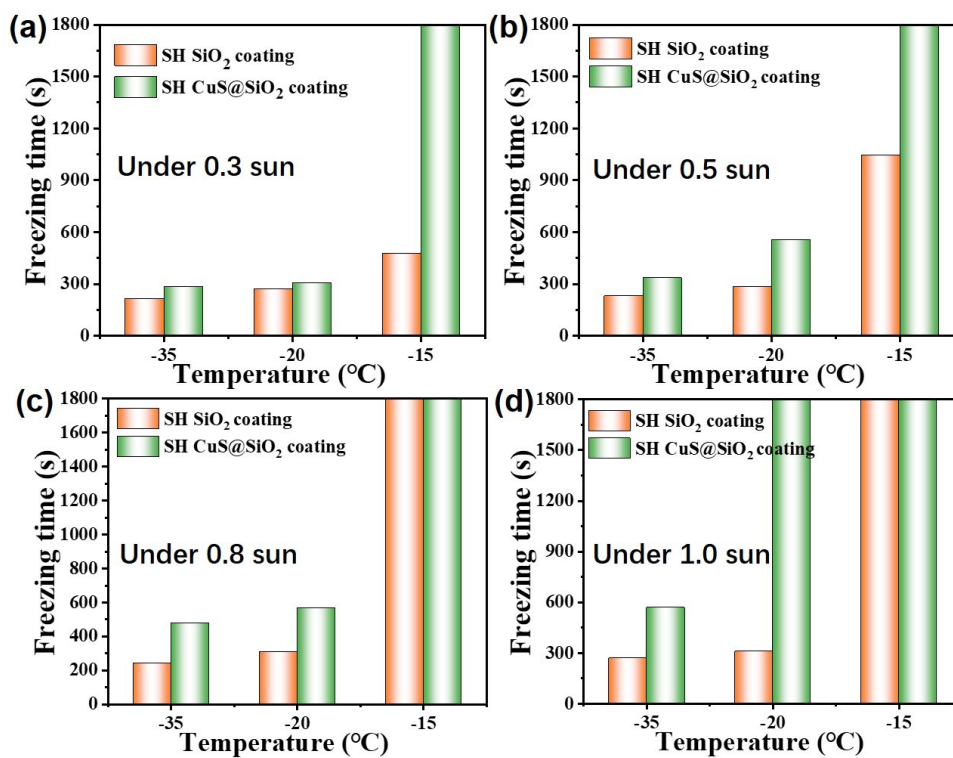 (a)
1800
1500
1200
900
600
300
0
Freezing time (s)
SH SiO₂ coating
SH CuS@SiO₂ coating
Under 0.3 sun
-35
-20
-15
Temperature (°C)
(b)
1800
1500
1200
900
600
300
0
Freezing time (s)
SH SiO₂ coating
SH CuS@SiO₂ coating
Under 0.5 sun
-35
-20
-15
Temperature (°C)
(c)
1800
1600
1400
1200
1000
800
600
400
200
0
Freezing time (s)
SH SiO₂ coating
SH CuS@SiO₂ coating
Under 0.8 sun
-35
-20
-15
Temperature (°C)
(d)
1800
1500
1200
900
600
300
0
Freezing time (s)
SH SiO₂ coating
SH CuS@SiO₂ coating
Under 1.0 sun
-35
-20
-15
Temperature (°C)